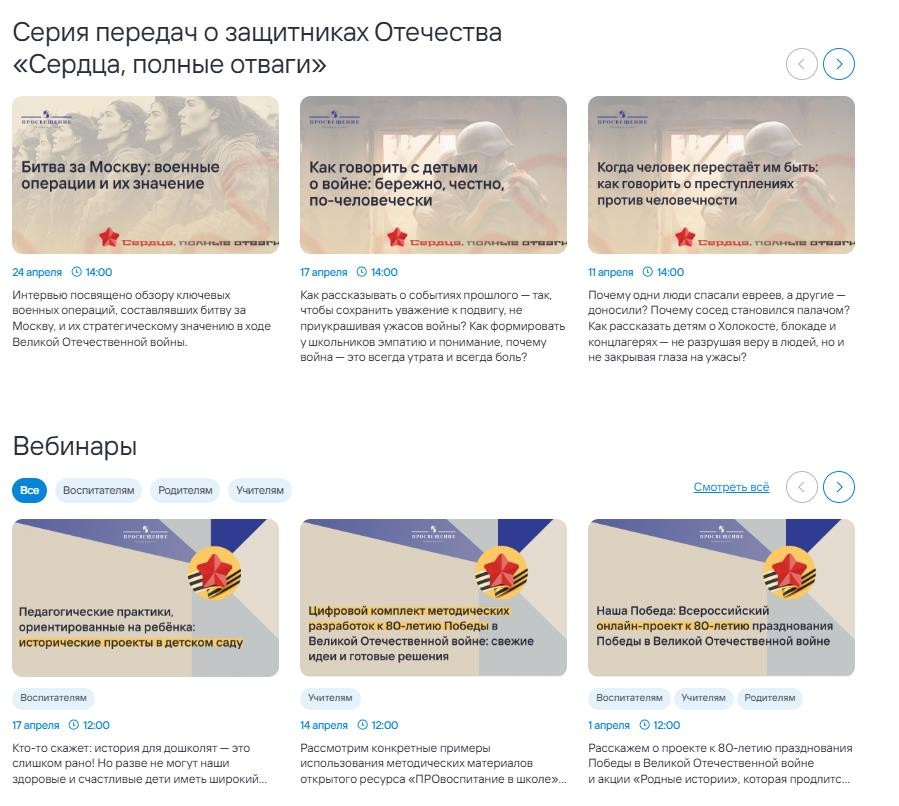 Серия передач о защитниках Отечества
«Сердца, полные отваги»
ПРОСВЕЩЕНИЕ
Битва за Москву: военные
операции и их значение
Сердца, полные отваги
24 апреля 14:00
Интервью посвящено обзору ключевых
военных операций, составлявших битву за
Москву, и их стратегическому значению в ходе
Великой Отечественной войны.
ПРОСВЕЩЕНИЕ
Как говорить с детьми
о войне: бережно, честно,
по-человечески
Сердца, полные отваги
17 апреля 14:00
Как рассказывать о событиях прошлого — так,
чтобы сохранить уважение к подвигу, не
приукрашивая ужасов войны? Как формировать
у школьников эмпатию и понимание, почему
война — это всегда утрата и всегда боль?
ПРОСВЕЩЕНИЕ
Когда человек перестаёт им быть:
как говорить о преступлениях
против человечности
Сердца, полные отваги
11 апреля 14:00
Почему одни люди спасали евреев, а другие —
доносили? Почему сосед становился палачом?
Как рассказать детям о Холокосте, блокаде и
концлагерях — не разрушая веру в людей, но и
не закрывая глаза на ужасы?
Вебинары
Все Воспитателям Родителям Учителям
Смотреть всё
ПРОСВЕЩЕНИЕ
Педагогические практики,
ориентированные на ребёнка:
исторические проекты в детском саду
Воспитателям
17 апреля 12:00
Кто-то скажет: история для дошколят — это
слишком рано! Но разве не могут наши
здоровые и счастливые дети иметь широкий...
ПРОСВЕЩЕНИЕ
Цифровой комплект методических
разработок к 80-летию Победы в
Великой Отечественной войне: свежие
идеи и готовые решения
Учителям
14 апреля 12:00
Рассмотрим конкретные примеры
использования методических материалов
открытого ресурса «ПРОвоспитание в школе»...
ПРОСВЕЩЕНИЕ
Наша Победа: Всероссийский
онлайн-проект к 80-летию празднования
Победы в Великой Отечественной войне
Воспитателям Учителям Родителям
1 апреля 12:00
Расскажем о проекте к 80-летию празднования
Победы в Великой Отечественной войне
и акции «Родные истории», которая продлитс...